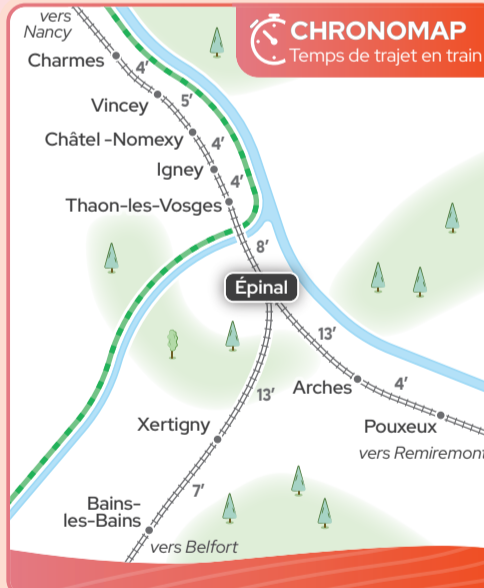 vers
Nancy
CHRONOMAP
Temps de trajet en train
Charmes
4’
Vincey
5’
Châtel -Nomexy
4’
Igney
4’
Thaon-les-Vosges
8’
Épinal
13’
Arches
4’
13’
Pouxeux
Xertigny
vers Remiremont
7’
Bains-
les-Bains
vers Belfort